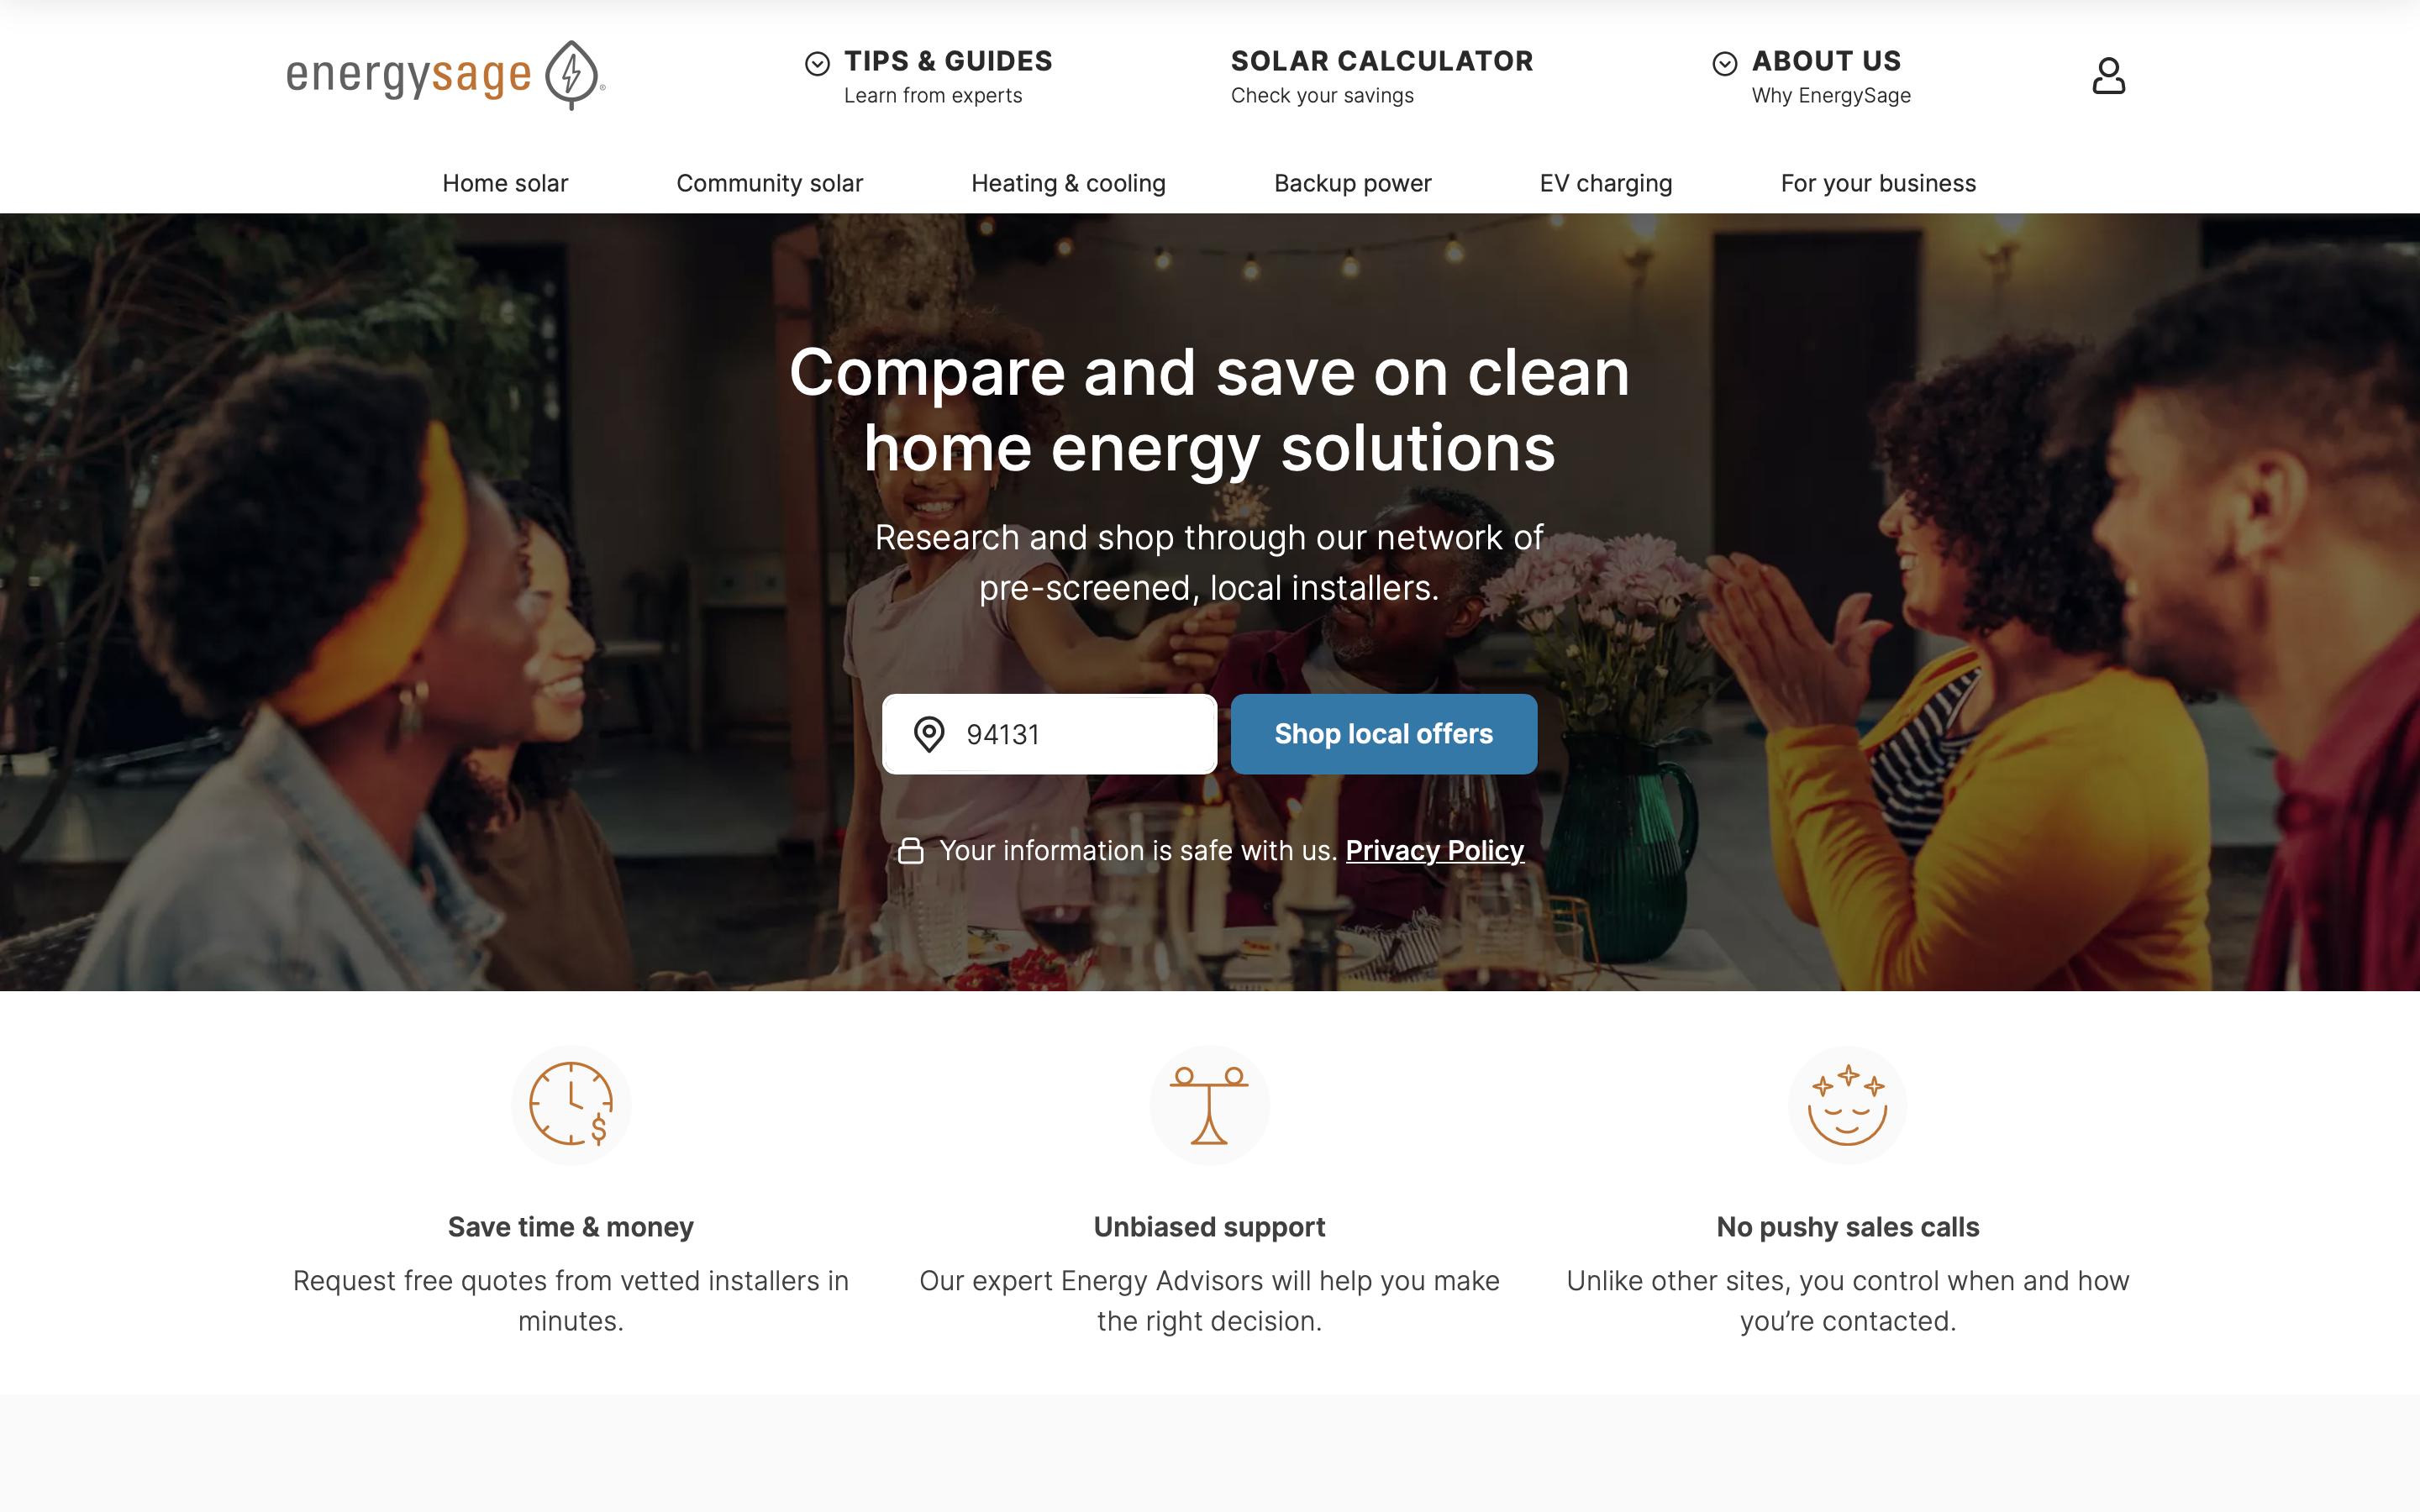 energysage
TIPS & GUIDES
Learn from experts
SOLAR CALCULATOR
Check your savings
ABOUT US
Why EnergySage
Home solar
Community solar
Heating & cooling
Backup power
EV charging
For your business
Compare and save on clean
home energy solutions
Research and shop through our network of
pre-screened, local installers.
94131
Shop local offers
Your information is safe with us. Privacy Policy
Save time & money
Request free quotes from vetted installers in
minutes.
Unbiased support
Our expert Energy Advisors will help you make
the right decision.
No pushy sales calls
Unlike other sites, you control when and how
you’re contacted.